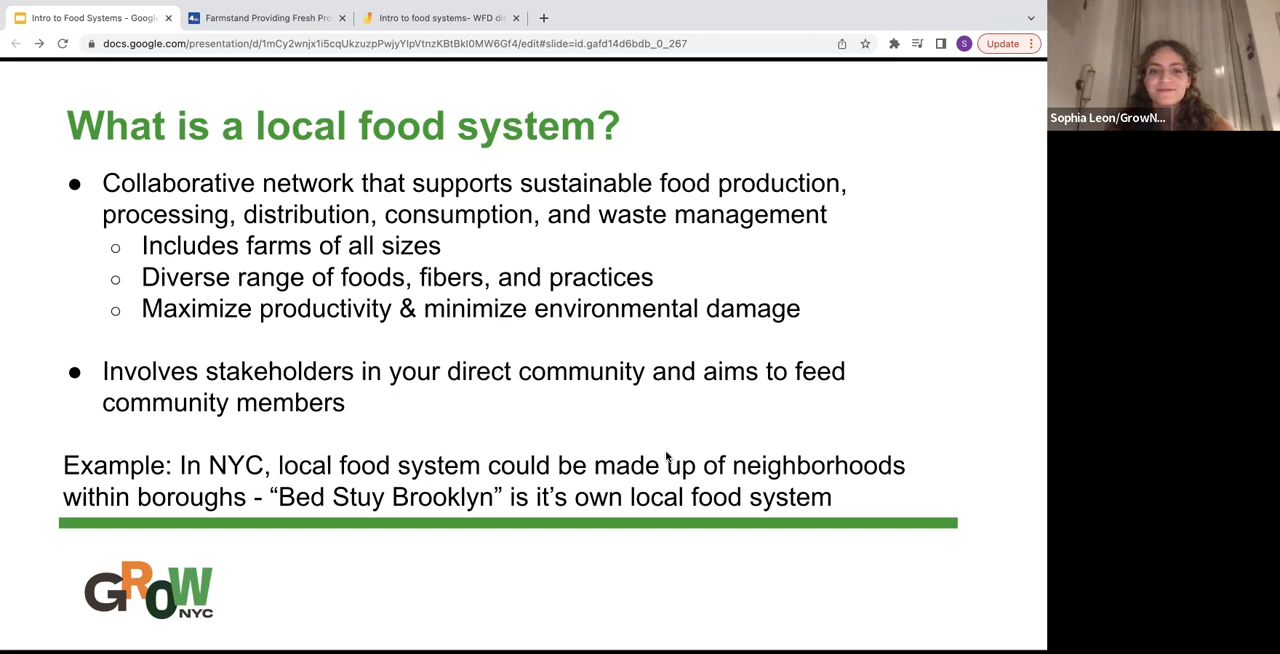 Intro to Food Systems - Googl
Farmstand Providing Fresh Pro
Intro to food systems- WFD di
docs.google.com/presentation/d/1mCy2wnjx1i5cqUkzuzpPwjyYIpVtnzKBtBkI0MW6Gf4/edit#slide=id.gafd14d6bdb_0_267
S
Update
Sophia Leon/GrowN...
What is a local food system?
● Collaborative network that supports sustainable food production,
processing, distribution, consumption, and waste management
○ Includes farms of all sizes
○ Diverse range of foods, fibers, and practices
○ Maximize productivity & minimize environmental damage
● Involves stakeholders in your direct community and aims to feed
community members
Example: In NYC, local food system could be made up of neighborhoods
within boroughs - “Bed Stuy Brooklyn” is it’s own local food system
GROW
NYC